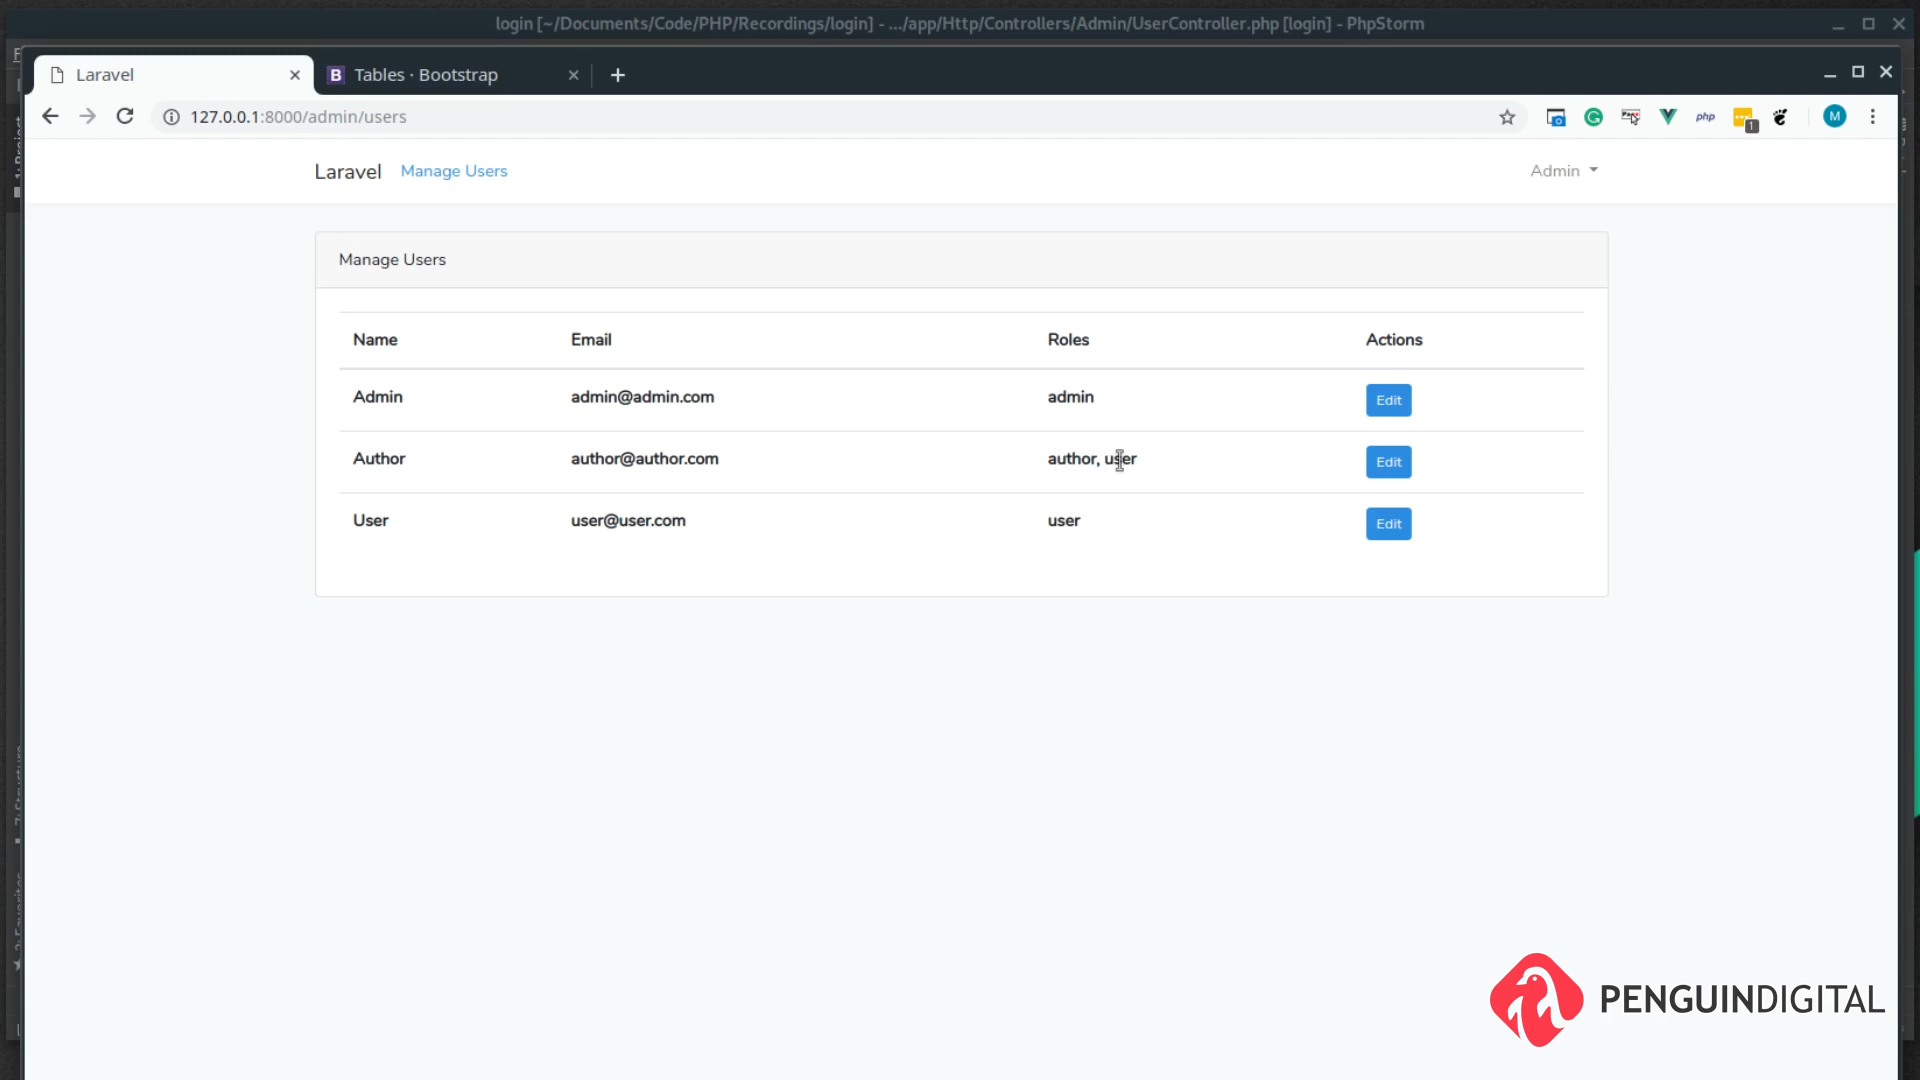 login [~/Documents/Code/PHP/Recordings/login] - .../app/Http/Controllers/Admin/UserController.php [login] - PhpStorm
Laravel
B Tables · Bootstrap
127.0.0.1:8000/admin/users
php
1
M
Laravel Manage Users Admin
Manage Users
Name Email Roles Actions
Admin admin@admin.com admin Edit
Author author@author.com author, user Edit
User user@user.com user Edit
PENGUINDIGITAL